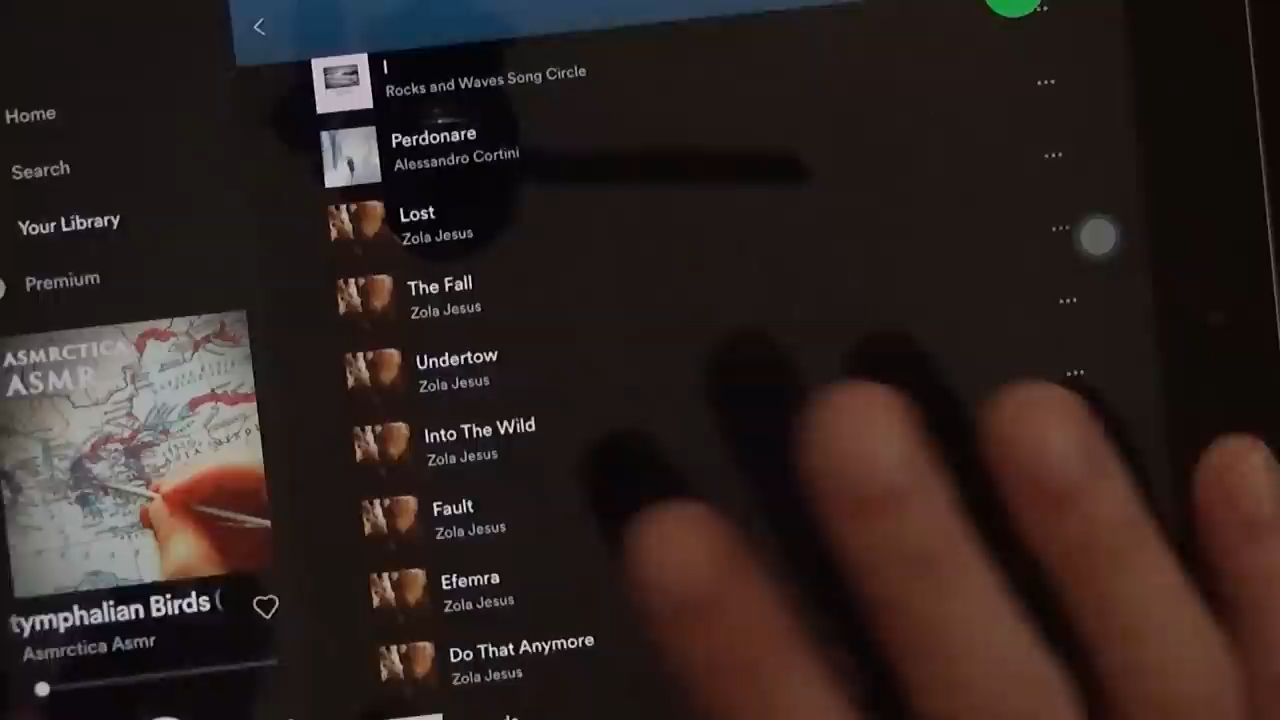 Home
Search
Your Library
Premium
ASMRCTICA
ASMR
tymphalian Birds (
Asmrctica Asmr
I
Rocks and Waves Song Circle
Perdonare
Alessandro Cortini
Lost
Zola Jesus
The Fall
Zola Jesus
Undertow
Zola Jesus
Into The Wild
Zola Jesus
Fault
Zola Jesus
Efemra
Zola Jesus
Do That Anymore
Zola Jesus